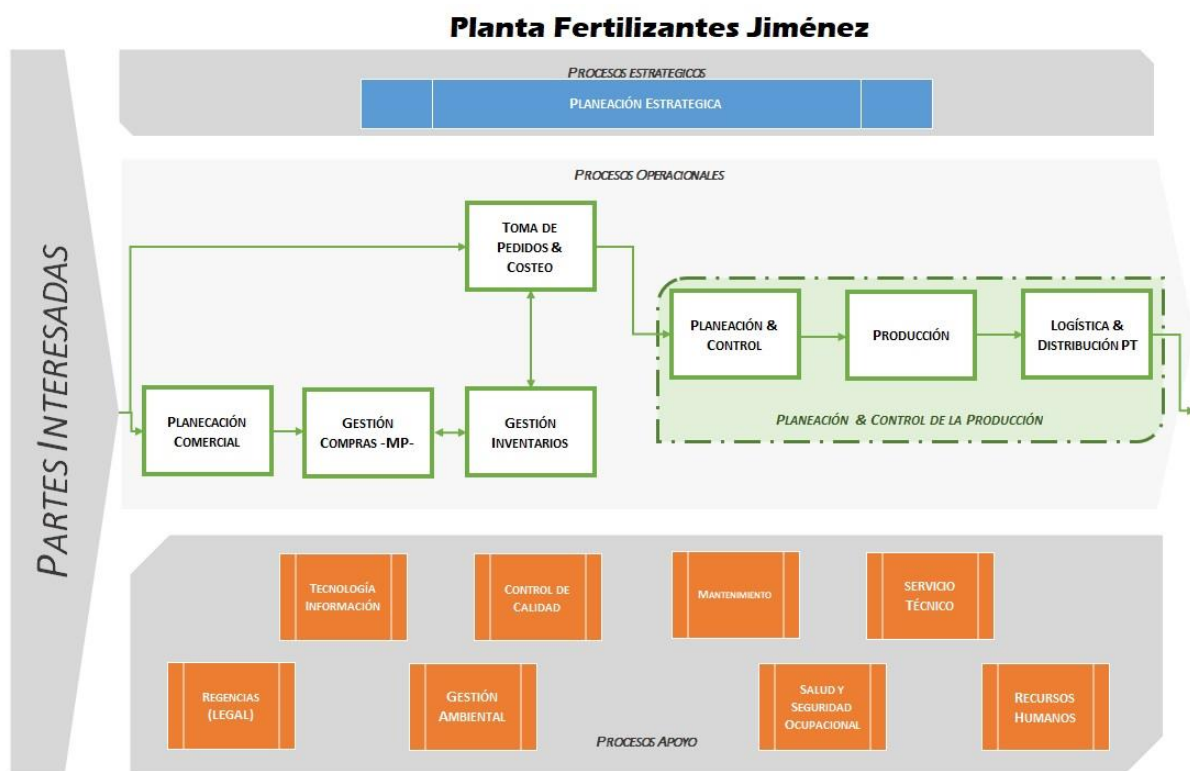 Planta Fertilizantes Jiménez
PROCESOS ESTRATEGICOS
PLANEACIÓN ESTRATEGICA
PARTES INTERESADAS
PROCESOS OPERACIONALES
TOMA DE
PEDIDOS &
COSTEO
PLANEACIÓN &
CONTROL
PRODUCCIÓN
LOGÍSTICA &
DISTRIBUCIÓN PT
PLANEACIÓN & CONTROL DE LA PRODUCCIÓN
PLANECACIÓN
COMERCIAL
GESTIÓN
COMPRAS -MP-
GESTIÓN
INVENTARIOS
TECNOLOGÍA
INFORMACIÓN
CONTROL DE
CALIDAD
MANTENIMIENTO
SERVICIO
TÉCNICO
REGENCIAS
(LEGAL)
GESTIÓN
AMBIENTAL
SALUD Y
SEGURIDAD
OCUPACIONAL
RECURSOS
HUMANOS
PROCESOS APOYO